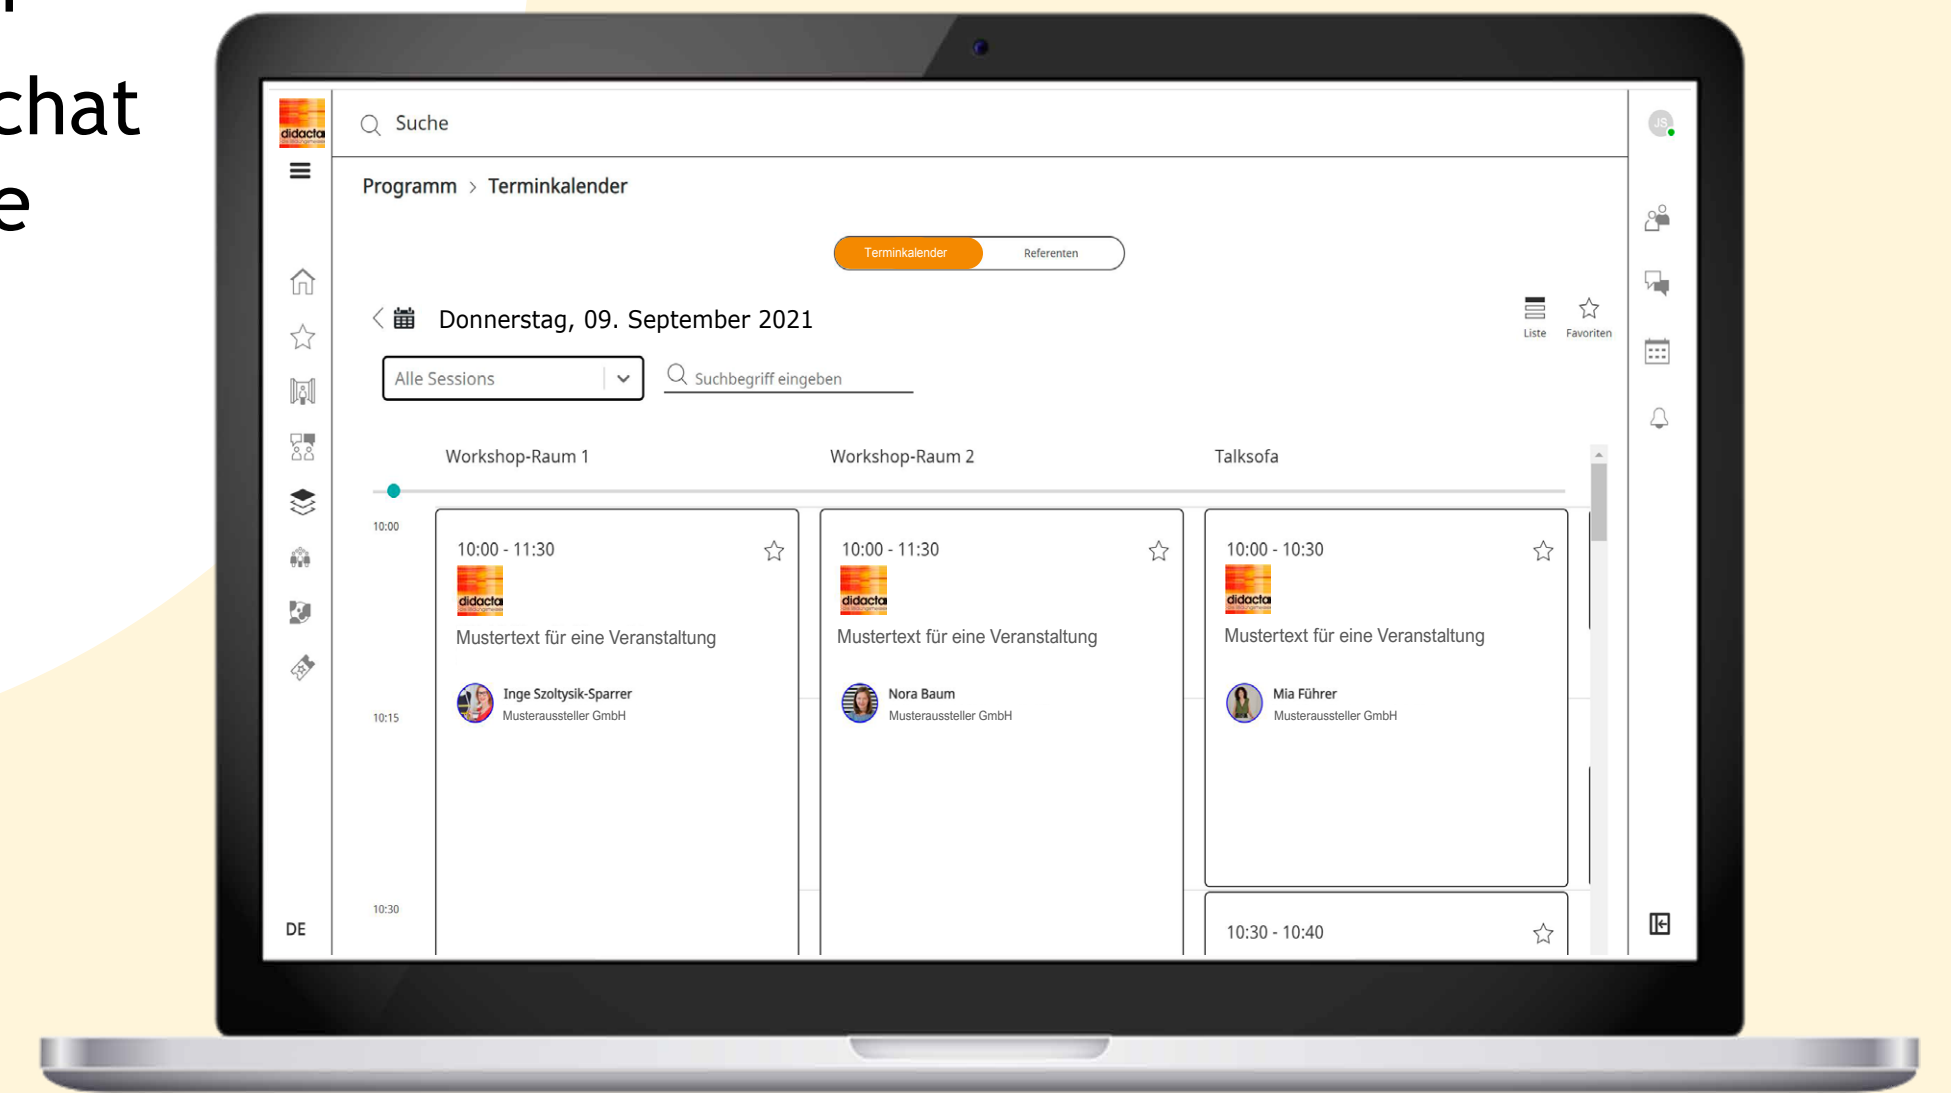 chat
e
didacta
Suche
JS
Programm > Terminkalender
Terminkalender
Referenten
Donnerstag, 09. September 2021
Liste
Favoriten
Alle Sessions
Suchbegriff eingeben
Workshop-Raum 1
Workshop-Raum 2
Talksofa
10:00
10:00 - 11:30
didacta
Mustertext für eine Veranstaltung
Inge Szoltysik-Sparrer
Musteraussteller GmbH
10:00 - 11:30
didacta
Mustertext für eine Veranstaltung
Nora Baum
Musteraussteller GmbH
10:00 - 10:30
didacta
Mustertext für eine Veranstaltung
Mia Führer
Musteraussteller GmbH
10:15
10:30
10:30 - 10:40
DE